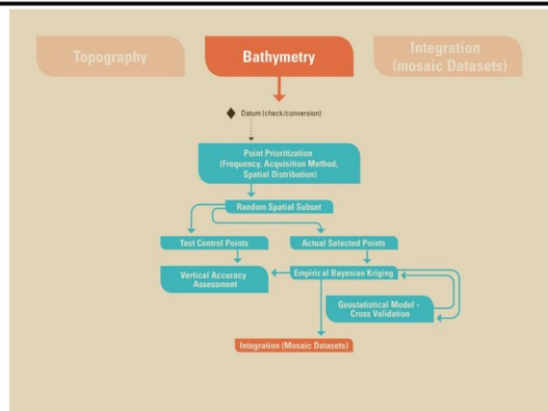 Topography
Bathymetry
Integration
(mosaic Datasets)
Datum (check/conversion)
Point Prioritization
(Frequency, Acquisition Method,
Spatial Distribution)
Random Spatial Subset
Test Control Points
Actual Selected Points
Vertical Accuracy
Assessment
Empirical Bayesian Kriging
Geostatistical Model -
Cross Validation
Integration (Mosaic Datasets)